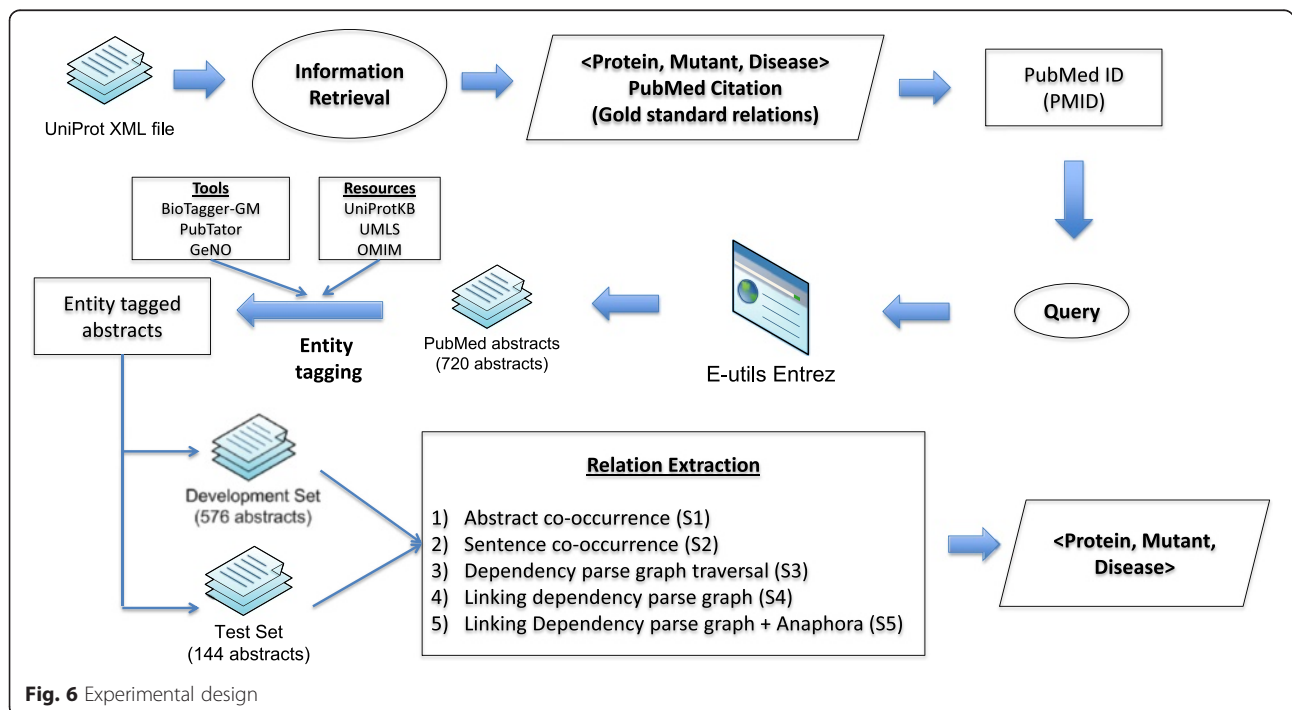 UniProt XML file
Information
Retrieval
<Protein, Mutant, Disease>
PubMed Citation
(Gold standard relations)
PubMed ID
(PMID)
Tools
BioTagger-GM
PubTator
GeNO
Resources
UniProtKB
UMLS
OMIM
Entity tagged
abstracts
Entity
tagging
PubMed abstracts
(720 abstracts)
E-utils Entrez
Query
Development Set
(576 abstracts)
Test Set
(144 abstracts)
Relation Extraction
1) Abstract co-occurrence (S1)
2) Sentence co-occurrence (S2)
3) Dependency parse graph traversal (S3)
4) Linking dependency parse graph (S4)
5) Linking Dependency parse graph + Anaphora (S5)
<Protein, Mutant,
Disease>
Fig. 6 Experimental design